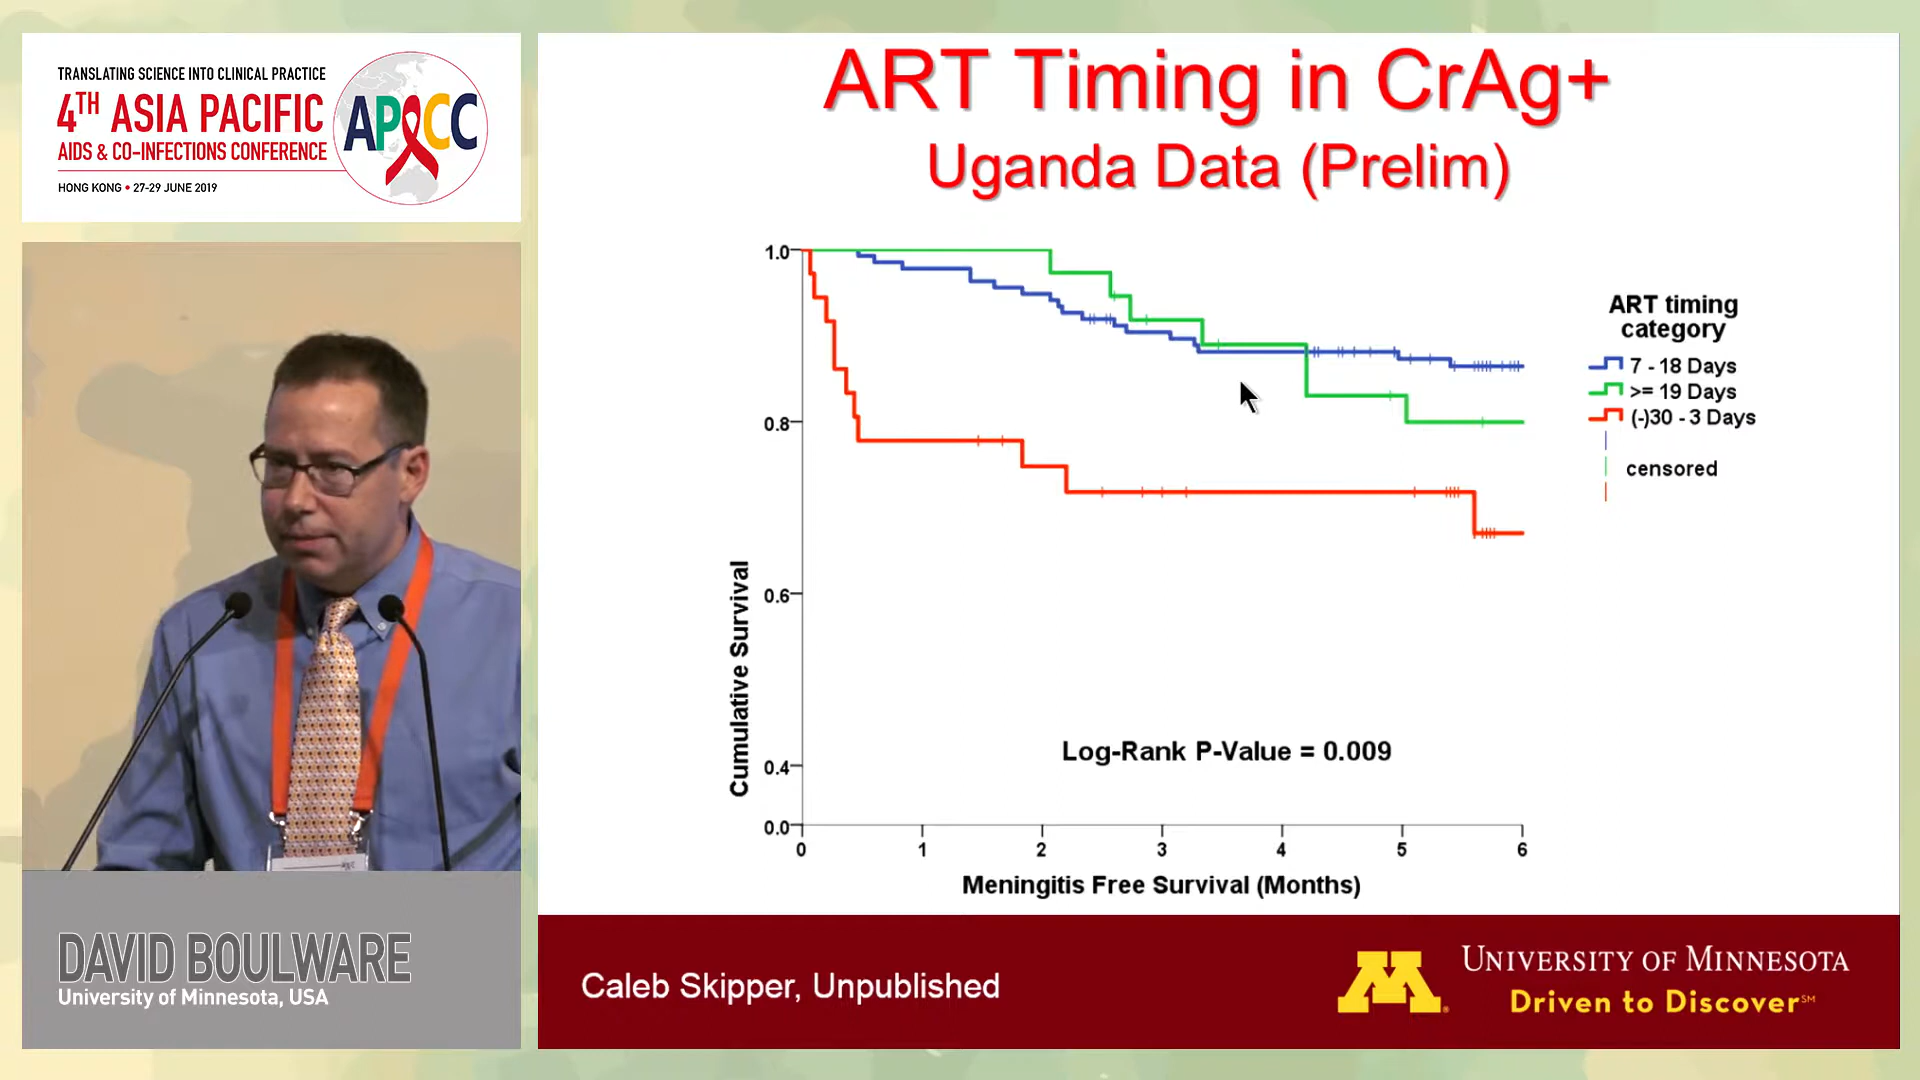 TRANSLATING SCIENCE INTO CLINICAL PRACTICE
4TH ASIA PACIFIC
AIDS & CO-INFECTIONS CONFERENCE
HONG KONG • 27-29 JUNE 2019
APACC
ART Timing in CrAg+
Uganda Data (Prelim)
1.0
0.8
0.6
0.4
0.0
Cumulative Survival
0 1 2 3 4 5 6
Meningitis Free Survival (Months)
Log-Rank P-Value = 0.009
ART timing
category
7 - 18 Days
>= 19 Days
(-)30 - 3 Days
censored
DAVID BOULWARE
University of Minnesota, USA
Caleb Skipper, Unpublished
M
UNIVERSITY OF MINNESOTA
Driven to Discover℠